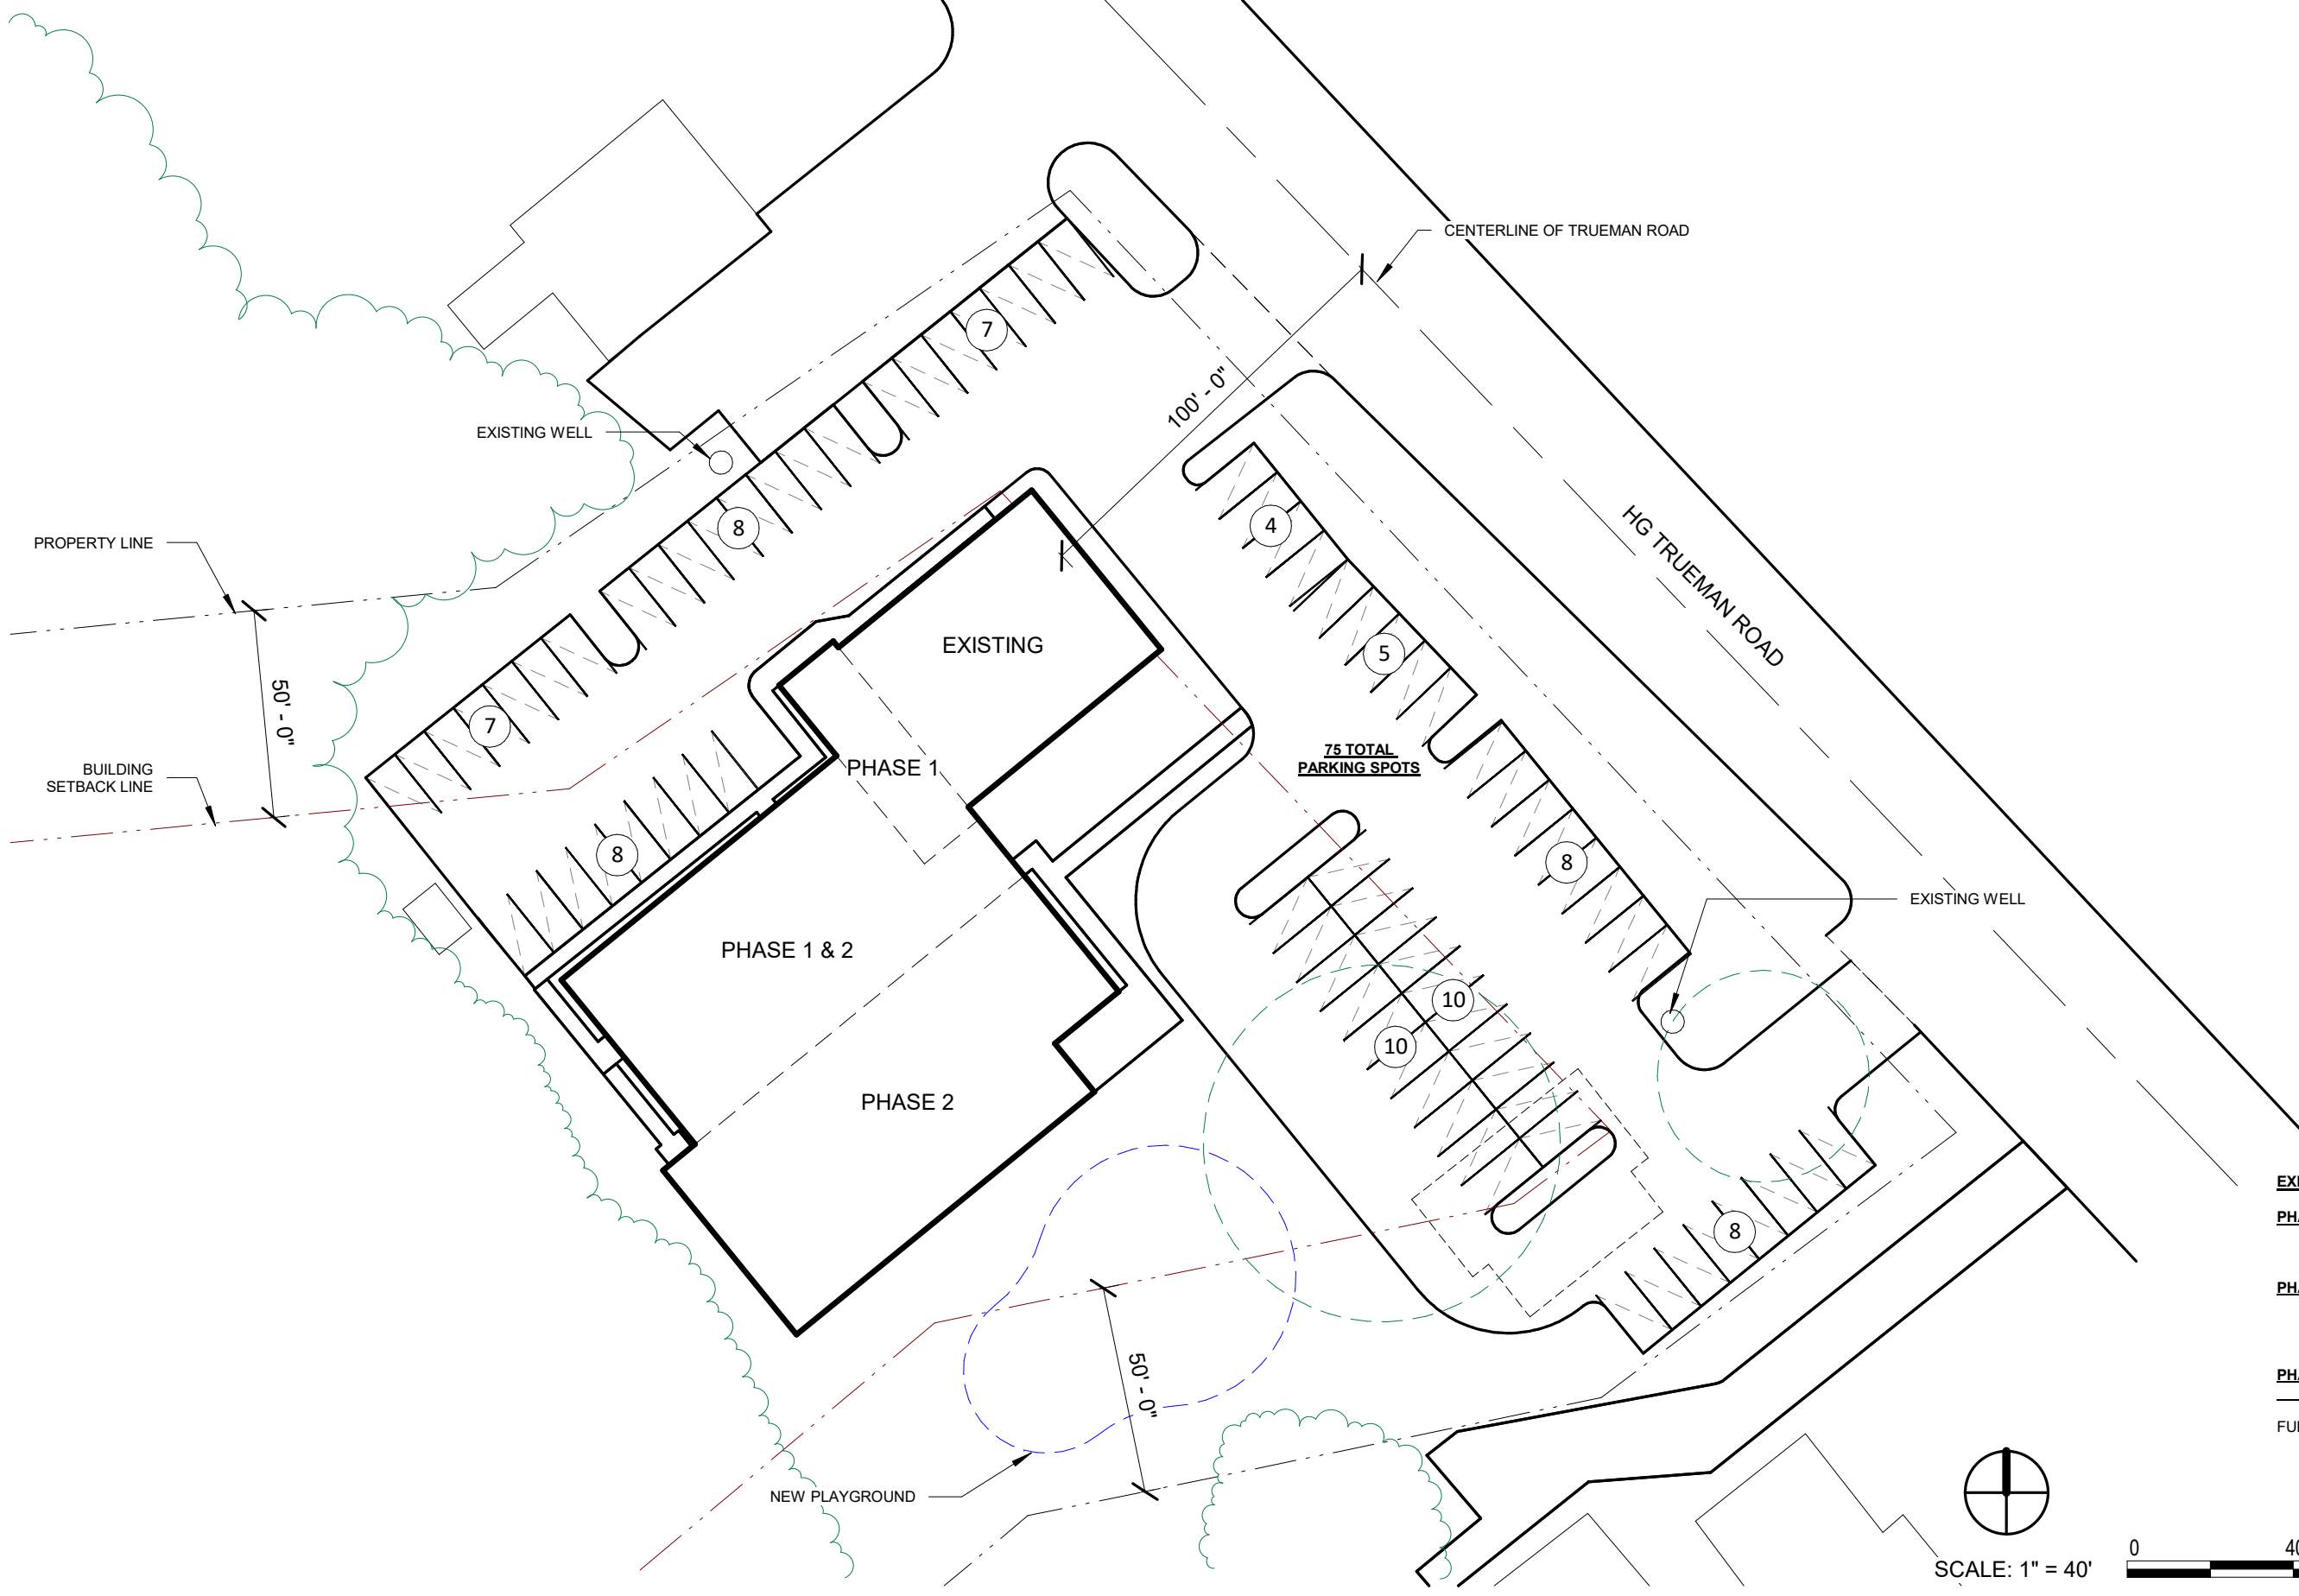 CENTERLINE OF TRUEMAN ROAD
7
100' - 0"
EXISTING WELL
8
4
PROPERTY LINE
HG TRUEMAN ROAD
EXISTING
5
50' - 0"
7
75 TOTAL
PARKING SPOTS
PHASE 1
BUILDING
SETBACK LINE
8
8
EXISTING WELL
PHASE 1 & 2
10
10
PHASE 2
8
50' - 0"
NEW PLAYGROUND
0
SCALE: 1" = 40'